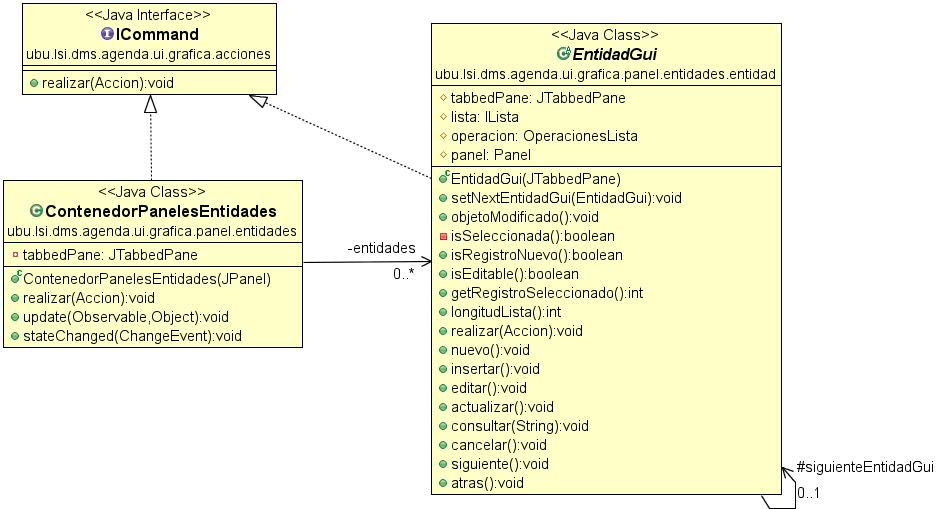 <<Java Interface>>
ICommand
ubu.lsi.dms.agenda.ui.grafica.acciones
realizar(Accion):void
<<Java Class>>
EntidadGui
ubu.lsi.dms.agenda.ui.grafica.panel.entidades.entidad
tabbedPane: JTabbedPane
lista: ILista
operacion: OperacionesLista
panel: Panel
EntidadGui(JTabbedPane)
setNextEntidadGui(EntidadGui):void
objetoModificado():void
isSeleccionada():boolean
isRegistroNuevo():boolean
isEditable():boolean
getRegistroSeleccionado():int
longitudLista():int
realizar(Accion):void
nuevo():void
insertar():void
editar():void
actualizar():void
consultar(String):void
cancelar():void
siguiente():void
atras():void
<<Java Class>>
ContenedorPanelesEntidades
ubu.lsi.dms.agenda.ui.grafica.panel.entidades
tabbedPane: JTabbedPane
ContenedorPanelesEntidades(JPanel)
realizar(Accion):void
update(Observable,Object):void
stateChanged(ChangeEvent):void
-entidades
0..*
#siguienteEntidadGui
0..1